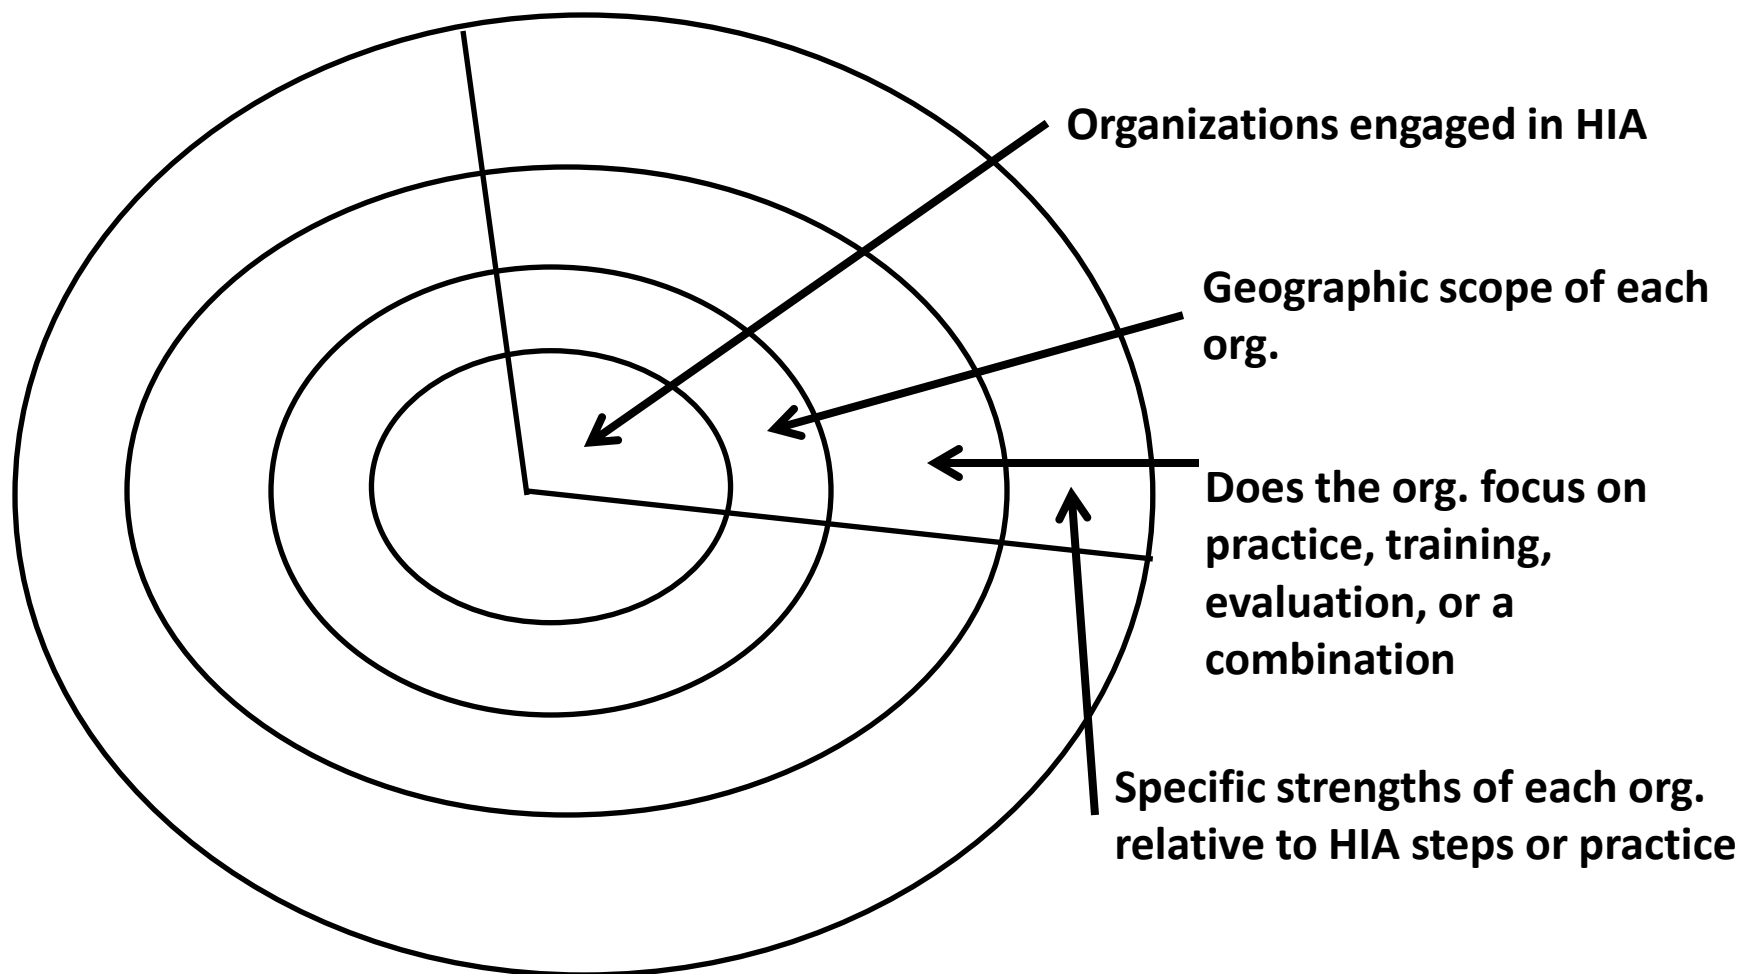 Organizations engaged in HIA
Geographic scope of each
org.
Does the org. focus on
practice, training,
evaluation, or a
combination
Specific strengths of each org.
relative to HIA steps or practice